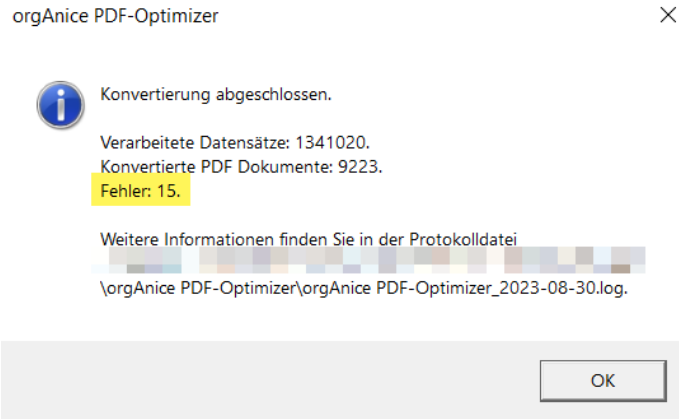 orgAnice PDF-Optimizer
Konvertierung abgeschlossen.
Verarbeitete Datensätze: 1341020.
Konvertierte PDF Dokumente: 9223.
Fehler: 15.
Weitere Informationen finden Sie in der Protokolldatei
\orgAnice PDF-Optimizer\orgAnice PDF-Optimizer_2023-08-30.log.
OK